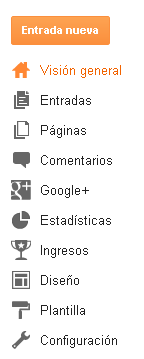 Entrada nueva
Visión general
Entradas
Páginas
Comentarios
Google+
Estadísticas
Ingresos
Diseño
Plantilla
Configuración